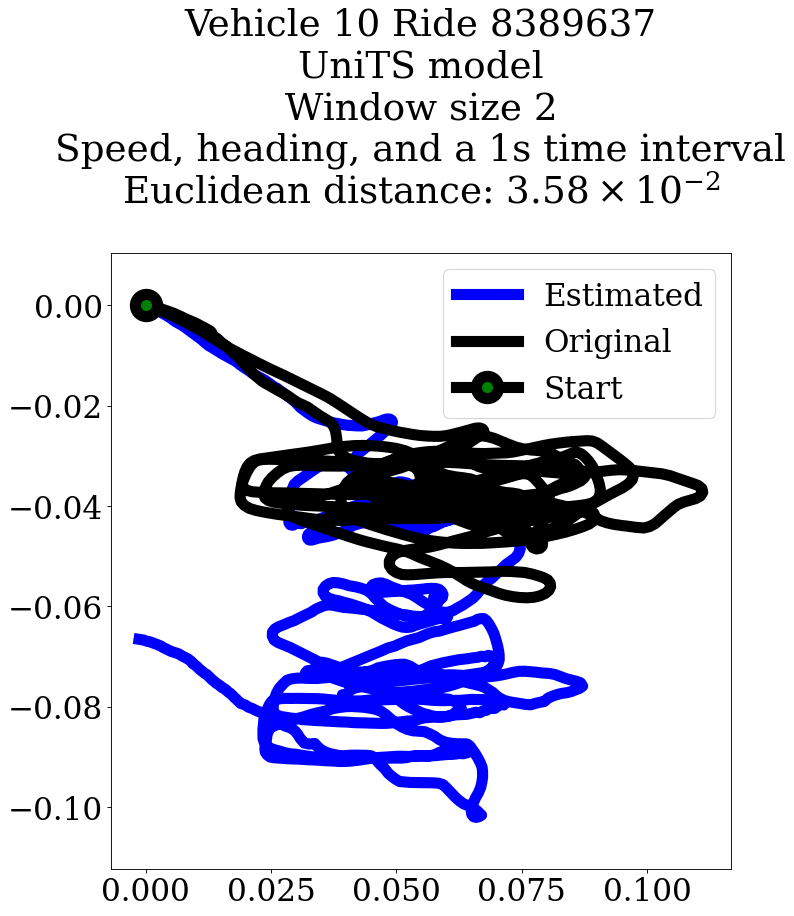 Vehicle 10 Ride 8389637
UniTS model
Window size 2
Speed, heading, and a 1s time interval
Euclidean distance: 3.58 × 10⁻²
Estimated
Original
Start
0.00
−0.02
−0.04
−0.06
−0.08
−0.10
0.000 0.025 0.050 0.075 0.100